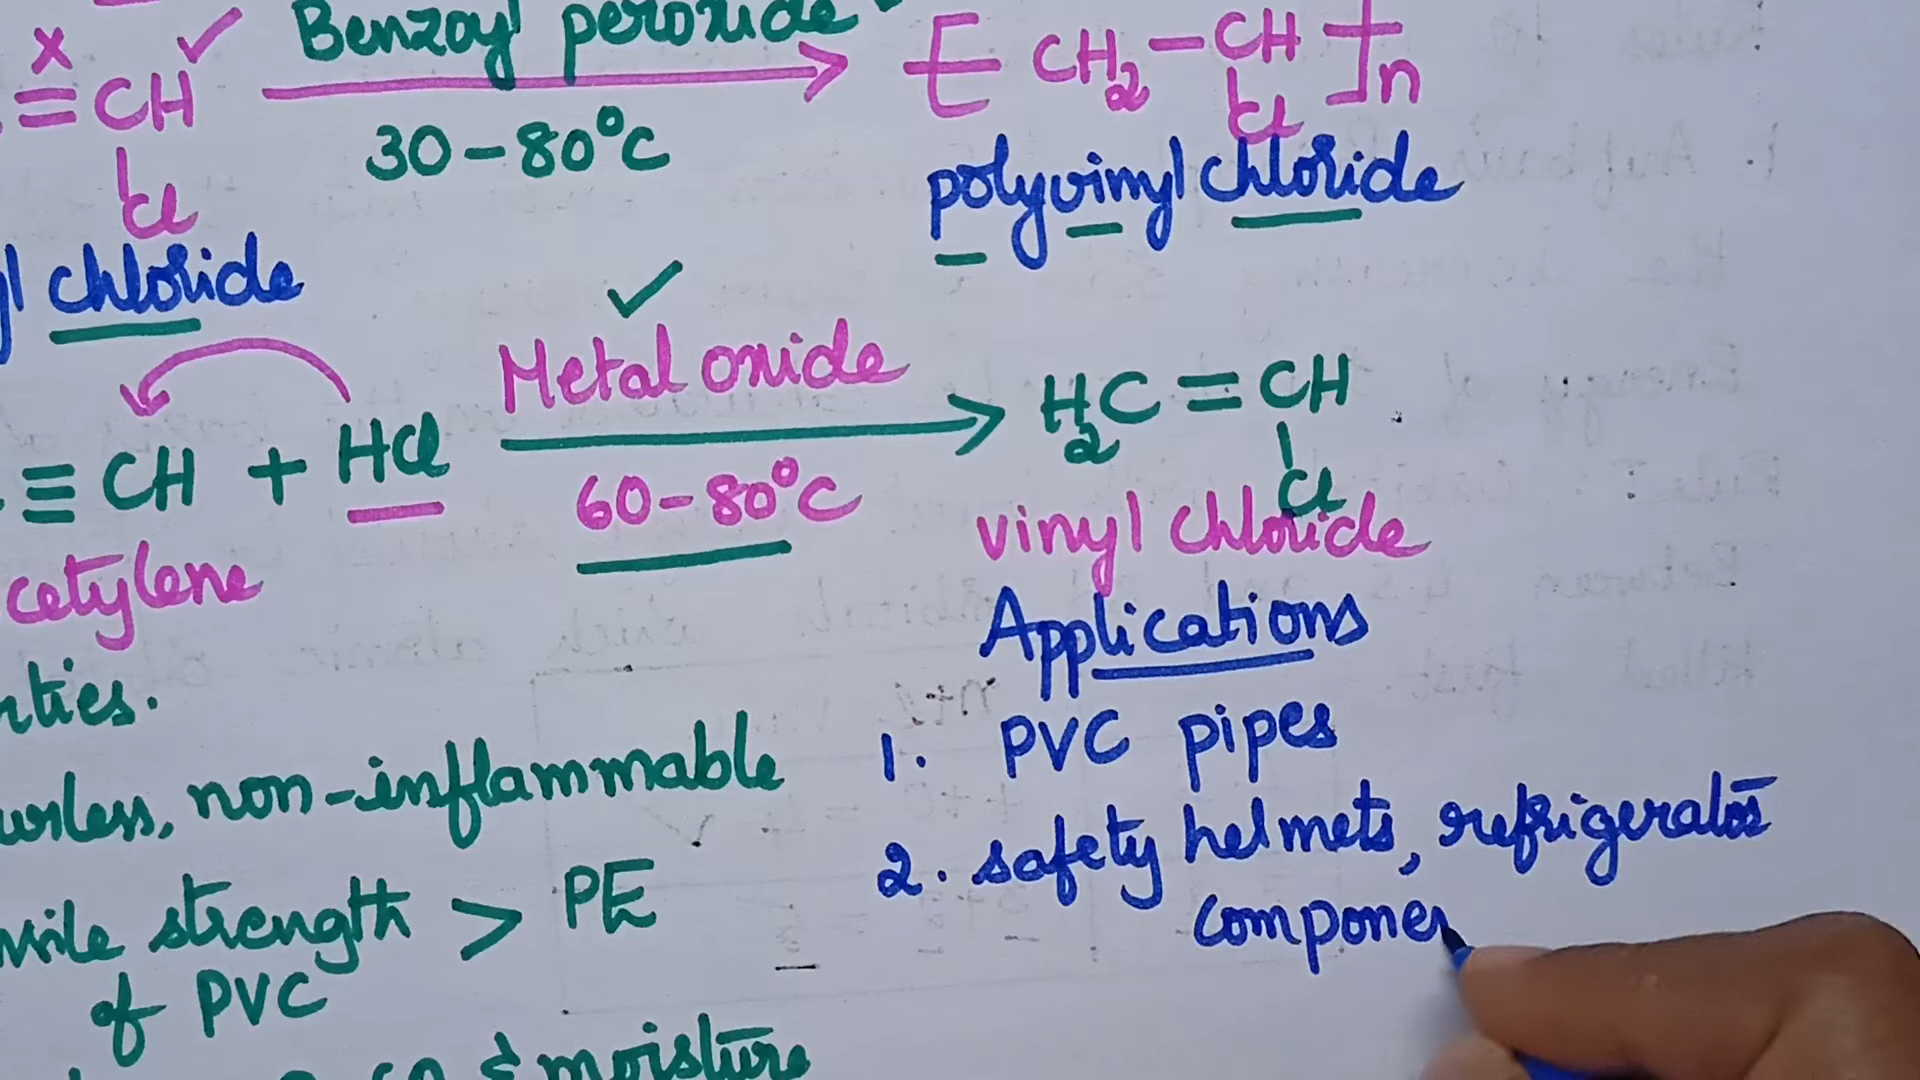 Benzoyl peroxide
x
=CH
30-80°C
[CH2-CH]n
Cl
Cl
polyvinyl chloride
chloride
Metal oxide
≡CH + HCl
H2C=CH
60-80°C
Cl
vinyl chloride
cetylene
Applications
rties.
1. PVC pipes
urless, non-inflammable
2. safety helmets, refrigerator
componen
strength > PE
of PVC
& moisture